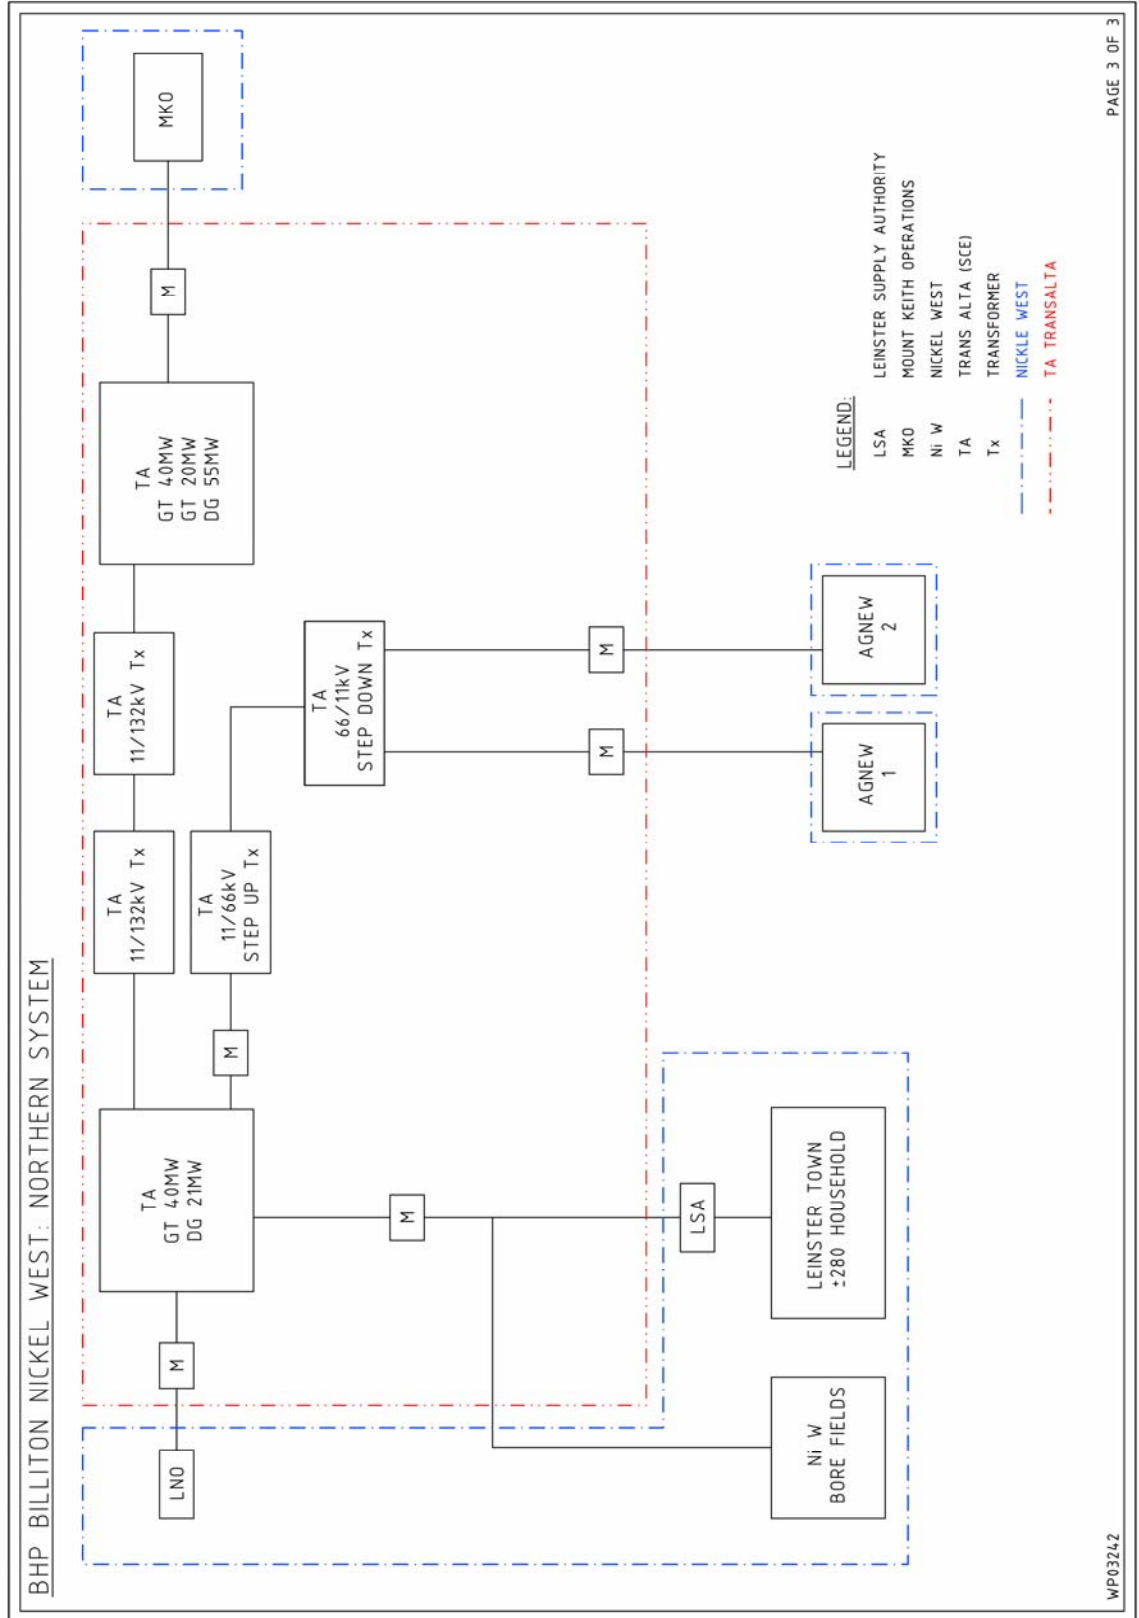 BHP BILLITON NICKEL WEST: NORTHERN SYSTEM
LNO
M
TA
GT 40MW
DG 21MW
TA
11/132kV Tx
TA
11/132kV Tx
TA
GT 40MW
GT 20MW
DG 55MW
M
MKO
M
TA
11/66kV
STEP UP Tx
TA
66/11kV
STEP DOWN Tx
M
M
M
LSA
Ni W
BORE FIELDS
LEINSTER TOWN
±280 HOUSEHOLD
AGNEW
1
AGNEW
2
LEGEND:
LSA LEINSTER SUPPLY AUTHORITY
MKO MOUNT KEITH OPERATIONS
Ni W NICKEL WEST
TA TRANS ALTA (SCE)
Tx TRANSFORMER
NICKLE WEST
TA TRANSALTA
WP03242
PAGE 3 OF 3